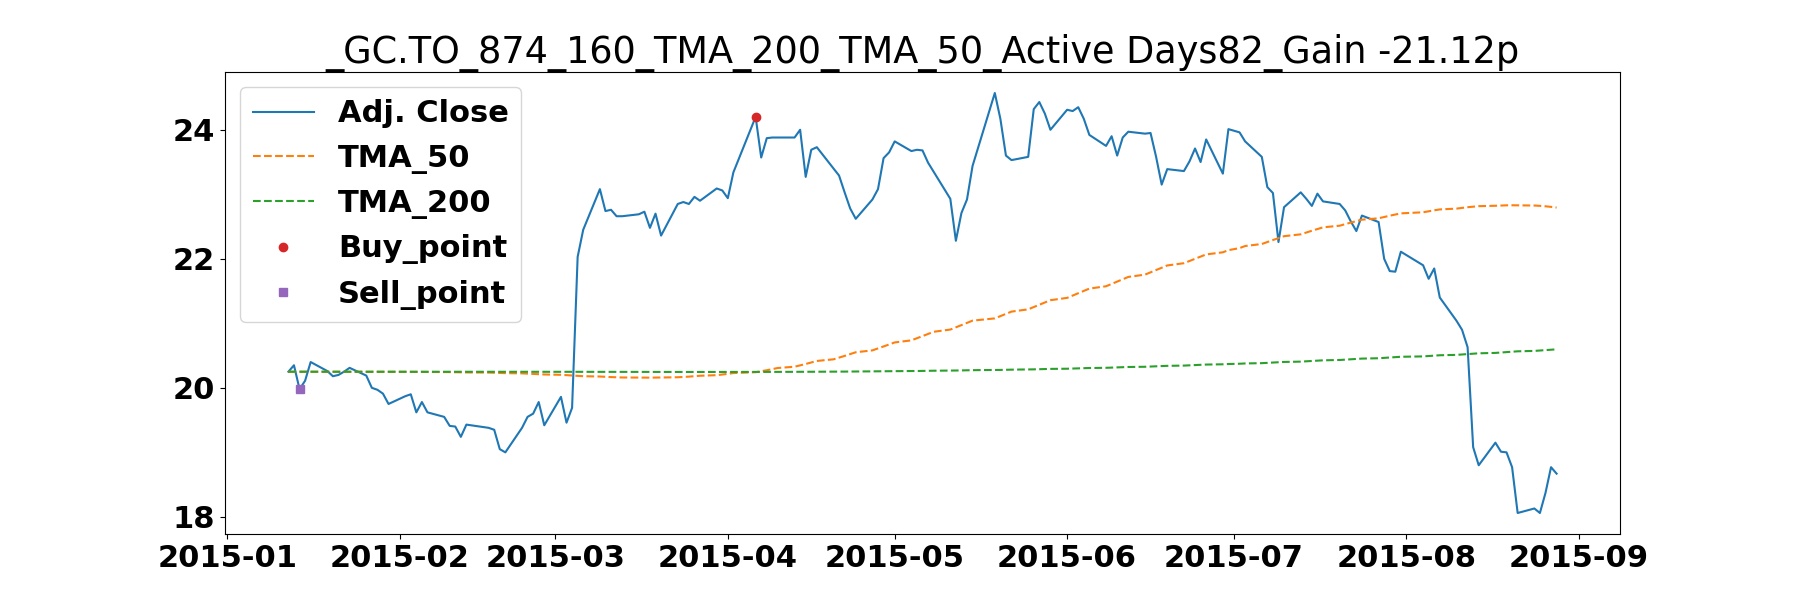 _GC.TO_874_160_TMA_200_TMA_50_Active Days82_Gain -21.12p
Adj. Close
TMA_50
TMA_200
Buy_point
Sell_point
24
22
20
18
2015-01 2015-02 2015-03 2015-04 2015-05 2015-06 2015-07 2015-08 2015-09